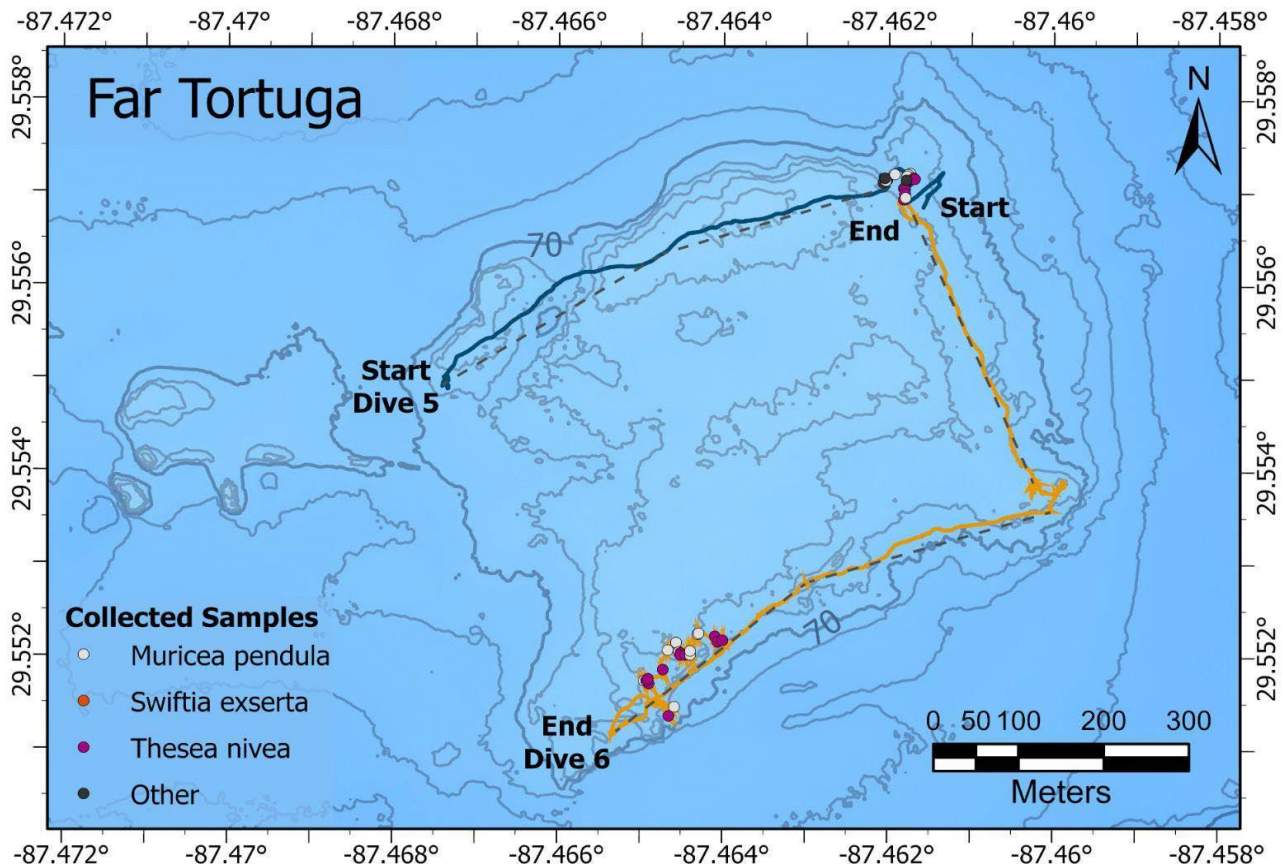 -87.472° -87.47° -87.468° -87.466° -87.464° -87.462° -87.46° -87.458°
Far Tortuga
N
29.558° 29.558°
29.556° 29.556°
29.554° 29.554°
29.552° 29.552°
70
Start
End
Start
Dive 5
70
End
Dive 6
Collected Samples
Muricea pendula
Swiftia exserta
Thesea nivea
Other
0 50 100 200 300
Meters
-87.472° -87.47° -87.468° -87.466° -87.464° -87.462° -87.46° -87.458°